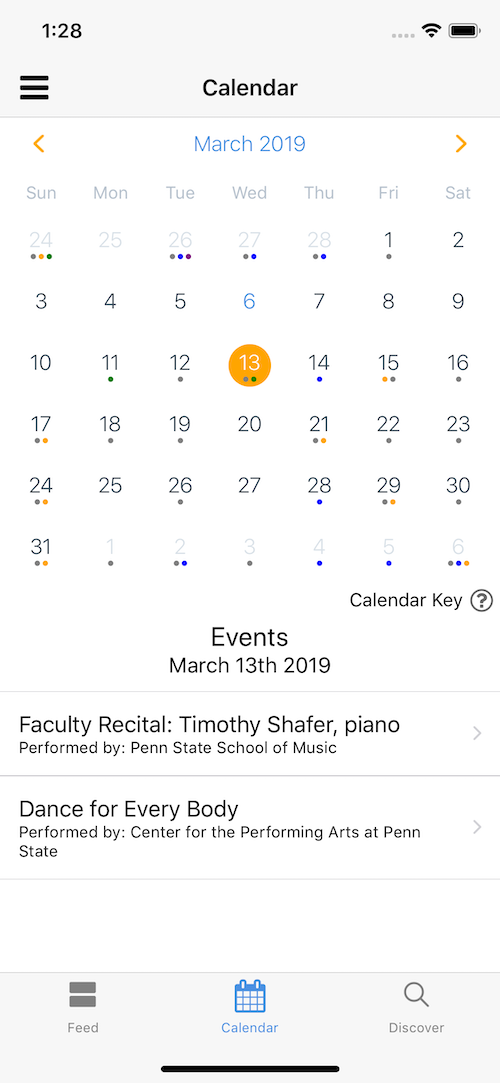 1:28
Calendar
March 2019
Sun Mon Tue Wed Thu Fri Sat
24 25 26 27 28 1 2
3 4 5 6 7 8 9
10 11 12 13 14 15 16
17 18 19 20 21 22 23
24 25 26 27 28 29 30
31 1 2 3 4 5 6
Calendar Key ?
Events
March 13th 2019
Faculty Recital: Timothy Shafer, piano
Performed by: Penn State School of Music
Dance for Every Body
Performed by: Center for the Performing Arts at Penn
State
Feed Calendar Discover